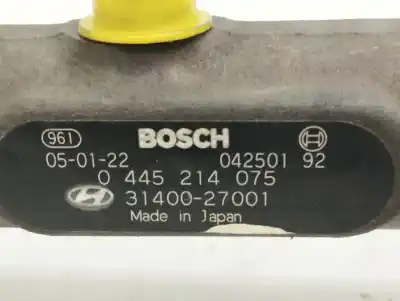 961 BOSCH
05-01-22 042501 92
0 445 214 075
31400-27001
Made in Japan